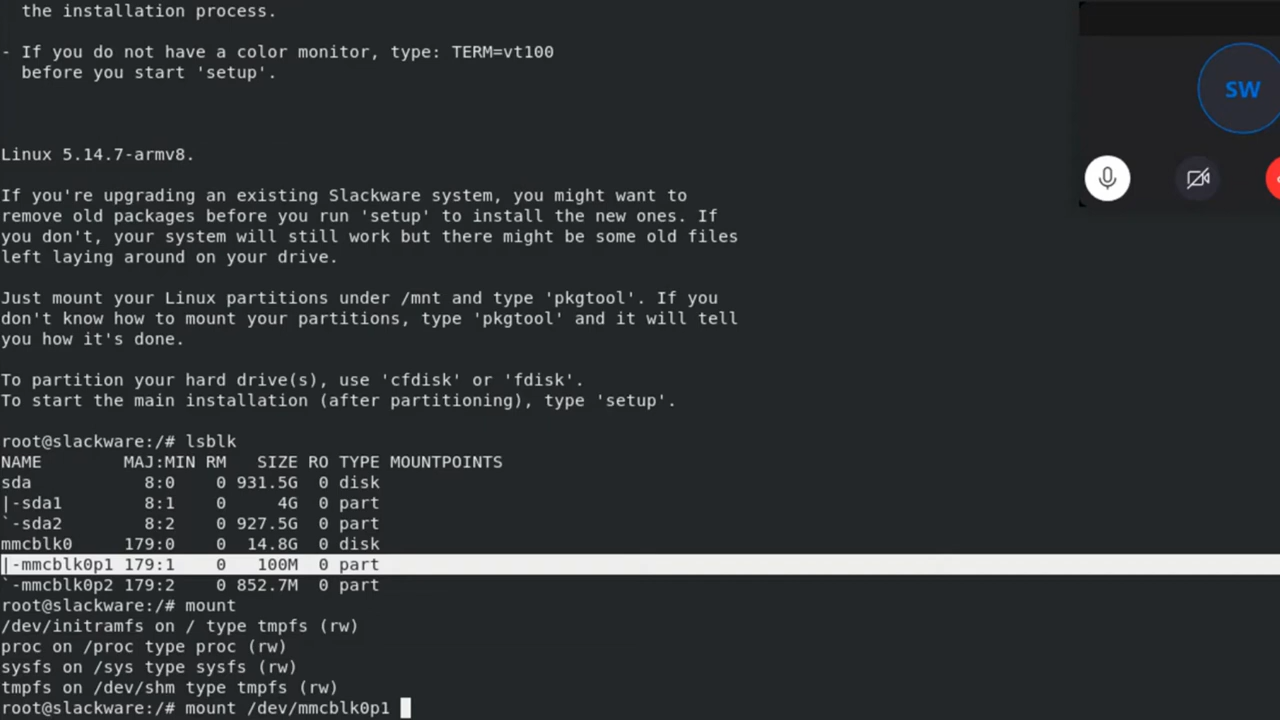 the installation process.
- If you do not have a color monitor, type: TERM=vt100
before you start 'setup'.
SW
Linux 5.14.7-armv8.
If you're upgrading an existing Slackware system, you might want to
remove old packages before you run 'setup' to install the new ones. If
you don't, your system will still work but there might be some old files
left laying around on your drive.
Just mount your Linux partitions under /mnt and type 'pkgtool'. If you
don't know how to mount your partitions, type 'pkgtool' and it will tell
you how it's done.
To partition your hard drive(s), use 'cfdisk' or 'fdisk'.
To start the main installation (after partitioning), type 'setup'.
root@slackware:/# lsblk
NAME        MAJ:MIN RM   SIZE RO TYPE MOUNTPOINTS
sda           8:0    0 931.5G  0 disk
|-sda1        8:1    0     4G  0 part
`-sda2        8:2    0 927.5G  0 part
mmcblk0     179:0    0  14.8G  0 disk
|-mmcblk0p1 179:1    0   100M  0 part
`-mmcblk0p2 179:2    0 852.7M  0 part
root@slackware:/# mount
/dev/initramfs on / type tmpfs (rw)
proc on /proc type proc (rw)
sysfs on /sys type sysfs (rw)
tmpfs on /dev/shm type tmpfs (rw)
root@slackware:/# mount /dev/mmcblk0p1